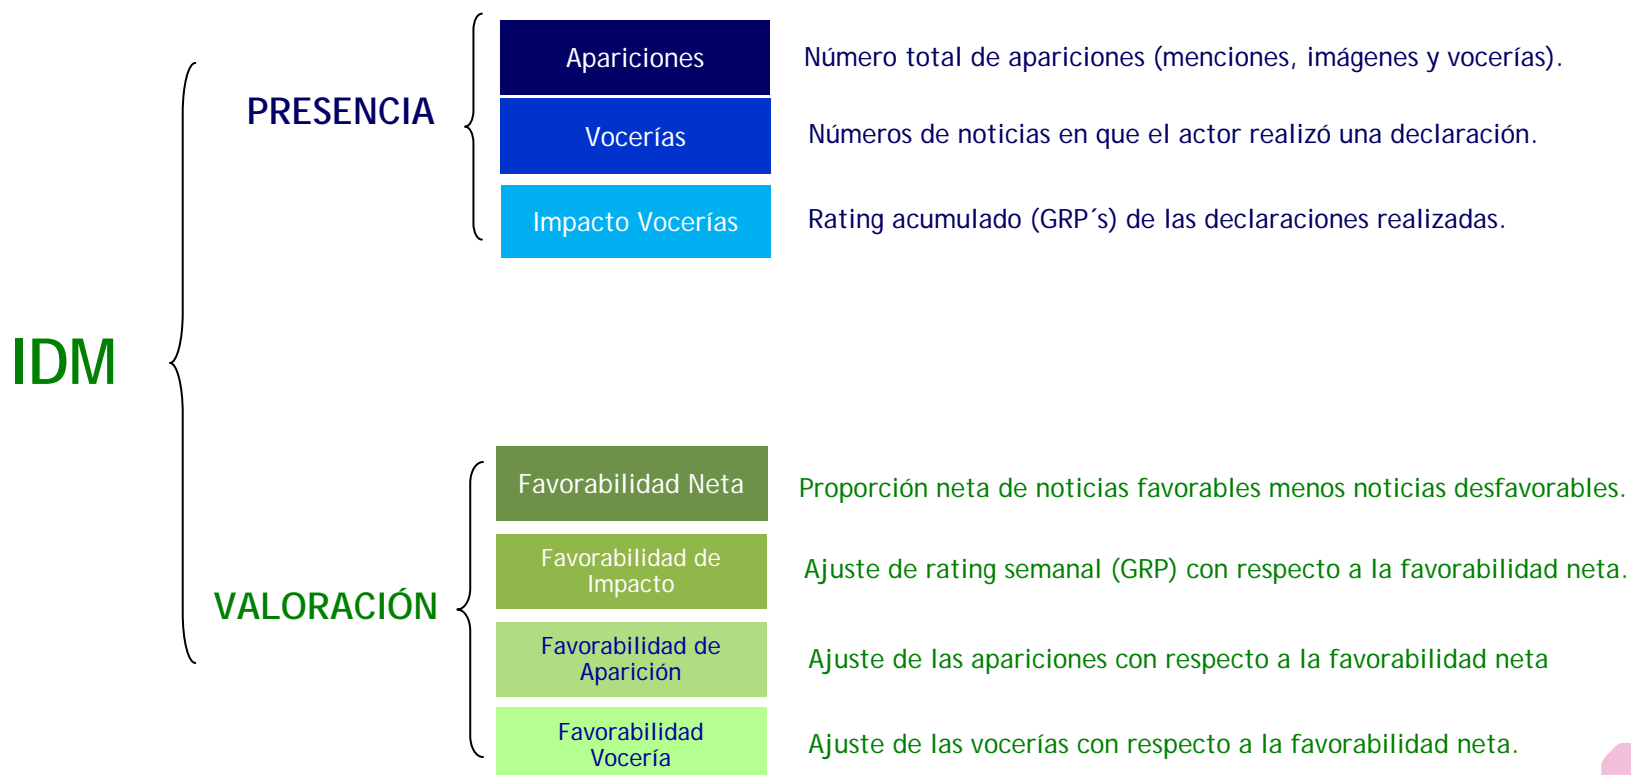 IDM
PRESENCIA
Apariciones
Número total de apariciones (menciones, imágenes y vocerías).
Vocerías
Números de noticias en que el actor realizó una declaración.
Impacto Vocerías
Rating acumulado (GRP´s) de las declaraciones realizadas.
VALORACIÓN
Favorabilidad Neta
Proporción neta de noticias favorables menos noticias desfavorables.
Favorabilidad de
Impacto
Ajuste de rating semanal (GRP) con respecto a la favorabilidad neta.
Favorabilidad de
Aparición
Ajuste de las apariciones con respecto a la favorabilidad neta
Favorabilidad
Vocería
Ajuste de las vocerías con respecto a la favorabilidad neta.